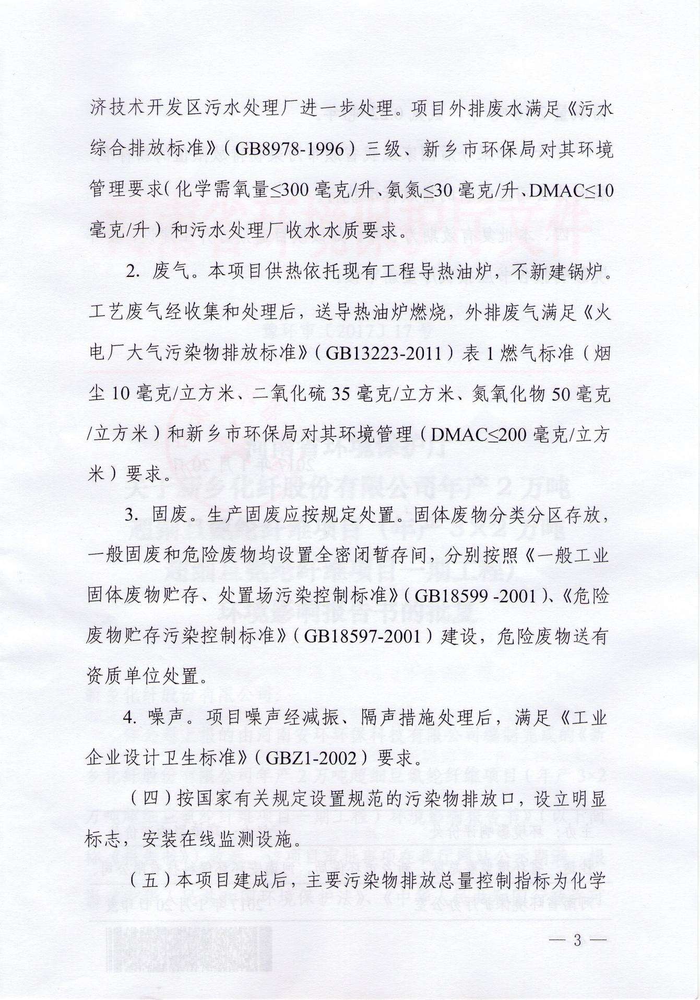 济技术开发区污水处理厂进一步处理。项目外排废水满足《污水
综合排放标准》（GB8978-1996）三级、新乡市环保局对其环境
管理要求（化学需氧量≤300 毫克/升、氨氮≤30 毫克/升、DMAC≤10
毫克/升）和污水处理厂收水水质要求。
2. 废气。本项目供热依托现有工程导热油炉，不新建锅炉。
工艺废气经收集和处理后，送导热油炉燃烧，外排废气满足《火
电厂大气污染物排放标准》（GB13223-2011）表 1 燃气标准（烟
尘 10 毫克/立方米、二氧化硫 35 毫克/立方米、氮氧化物 50 毫克
/立方米）和新乡市环保局对其环境管理（DMAC≤200 毫克/立方
米）要求。
3. 固废。生产固废应按规定处置。固体废物分类分区存放，
一般固废和危险废物均设置全密闭暂存间，分别按照《一般工业
固体废物贮存、处置场污染控制标准》（GB18599 -2001）、《危险
废物贮存污染控制标准》（GB18597-2001）建设，危险废物送有
资质单位处置。
4. 噪声。项目噪声经减振、隔声措施处理后，满足《工业
企业设计卫生标准》（GBZ1-2002）要求。
（四）按国家有关规定设置规范的污染物排放口，设立明显
标志，安装在线监测设施。
（五）本项目建成后，主要污染物排放总量控制指标为化学
— 3 —